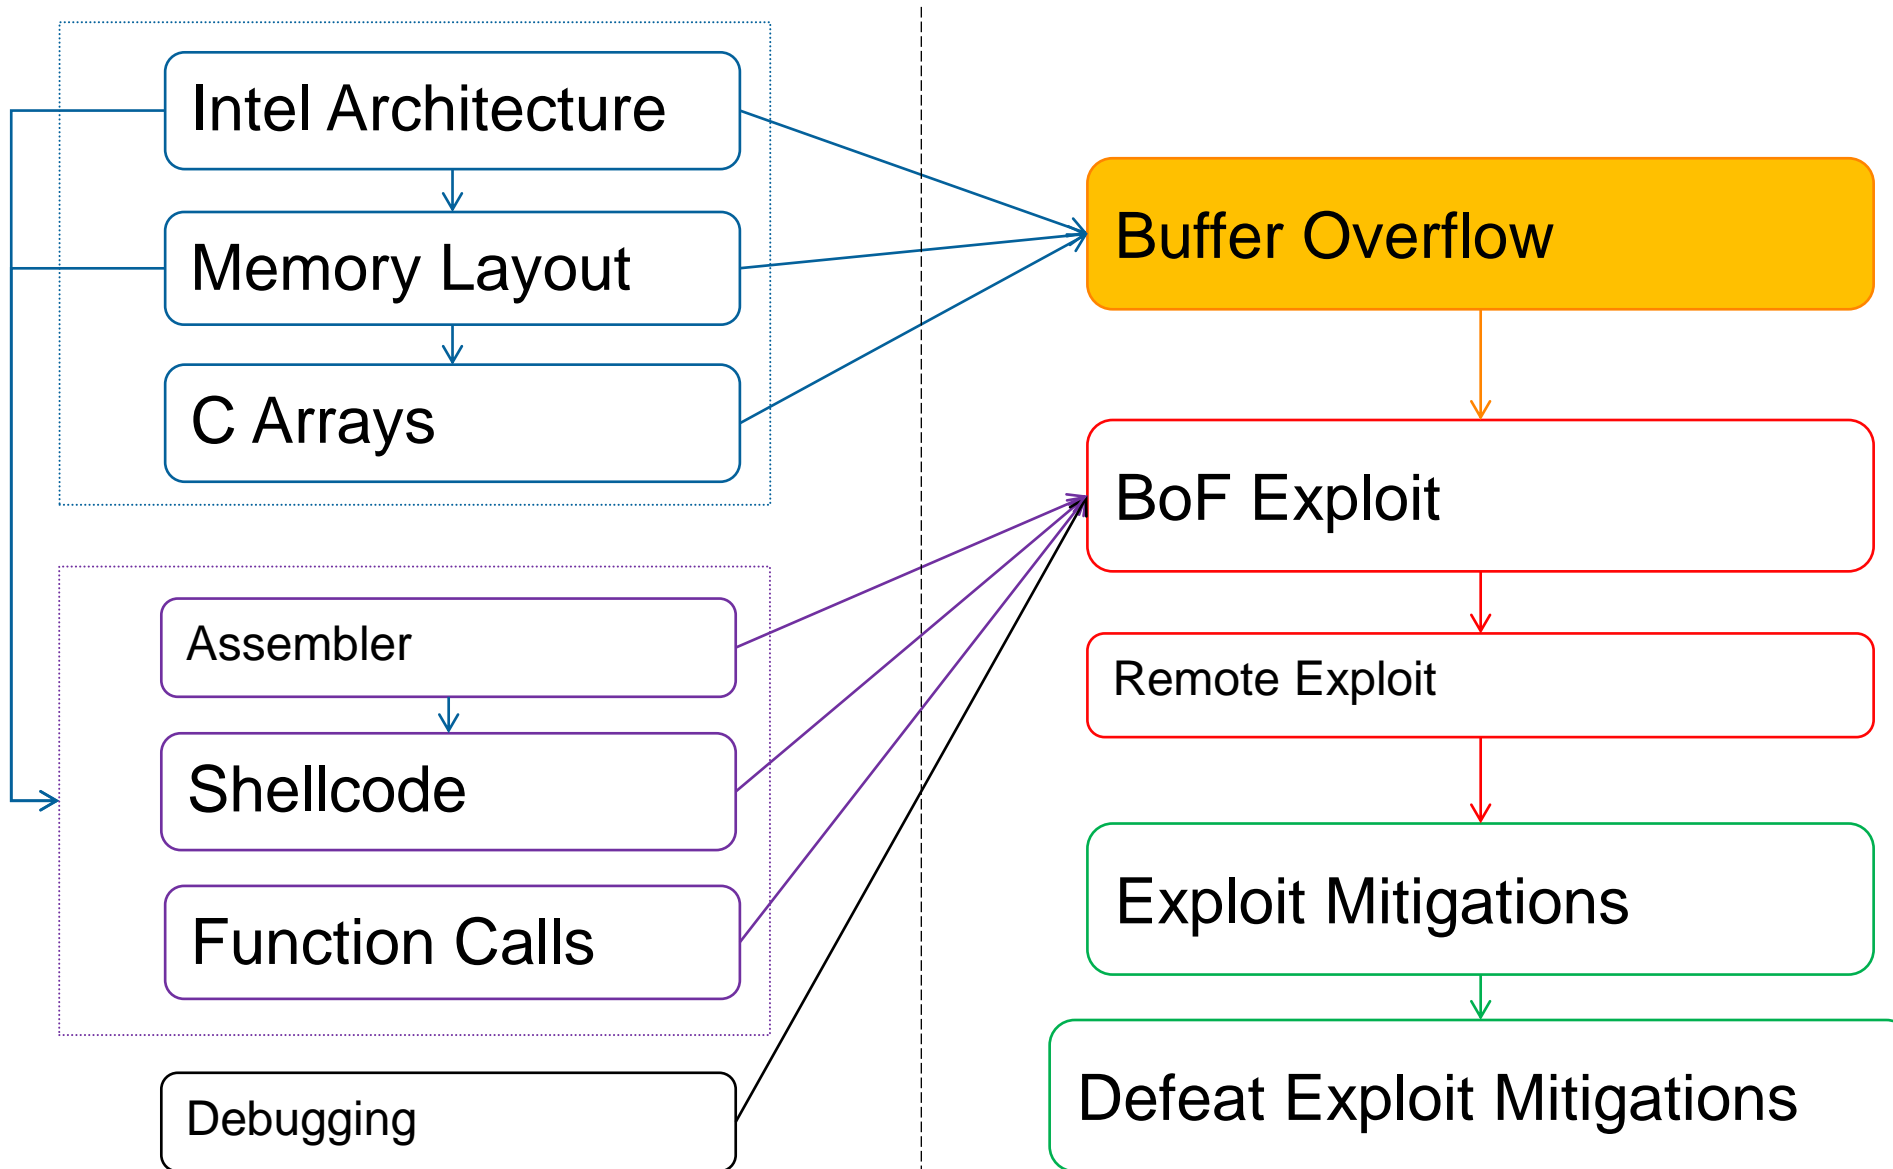 Intel Architecture
Memory Layout
C Arrays
Assembler
Shellcode
Function Calls
Debugging
Buffer Overflow
BoF Exploit
Remote Exploit
Exploit Mitigations
Defeat Exploit Mitigations